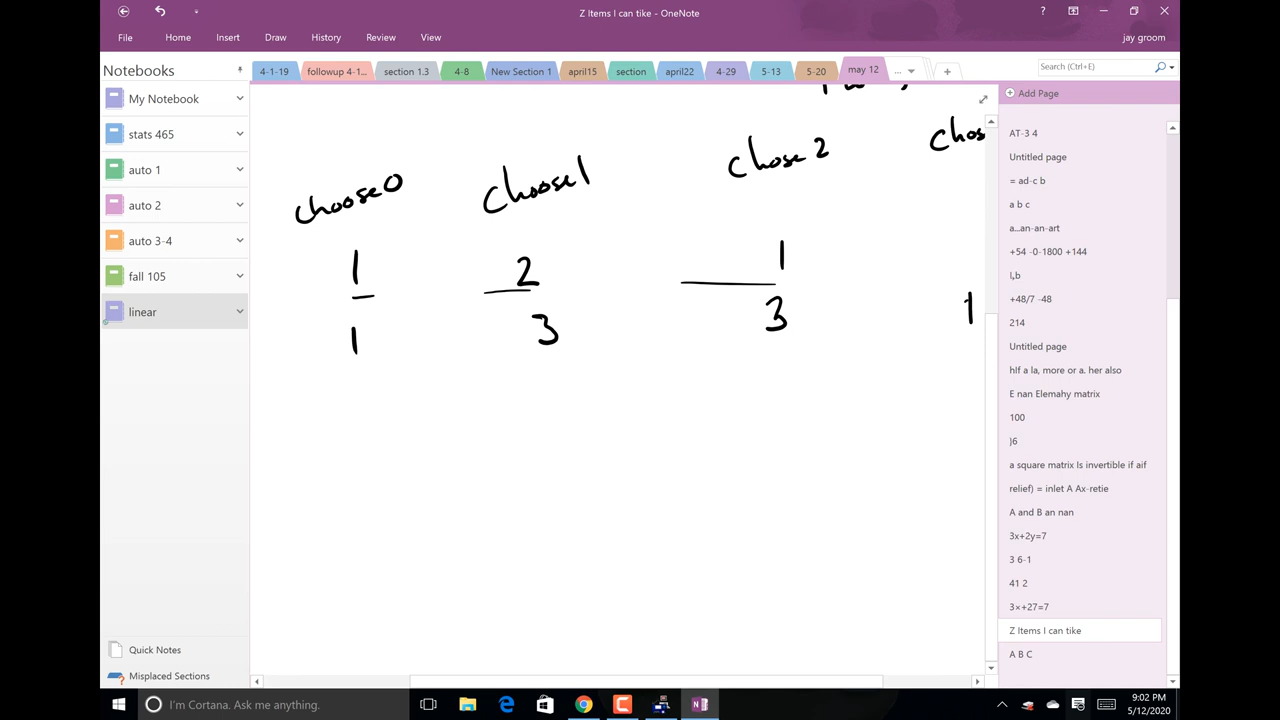 Z Items I can tike - OneNote
?
File Home Insert Draw History Review View
jay groom
Notebooks
4-1-19 followup 4-1... section 1.3 4-8 New Section 1 april15 section april22 4-29 5-13 5-20 may 12 ... +
Search (Ctrl+E)
My Notebook
stats 465
auto 1
auto 2
auto 3-4
fall 105
linear
Quick Notes
Misplaced Sections
choose 0 choose 1 chose 2 chos
1 2 1
1 3 3 1
Add Page
AT-3 4
Untitled page
= ad-c b
a b c
a...an-an-art
+54 -0-1800 +144
l,b
+48/7 -48
214
Untitled page
hIf a la, more or a. her also
E nan Elemahy matrix
100
)6
a square matrix Is invertible if aif
relief) = inlet A Ax-retie
A and B an nan
3x+2y=7
3 6-1
41 2
3×+27=7
Z Items I can tike
A B C
I'm Cortana. Ask me anything.
9:02 PM
5/12/2020